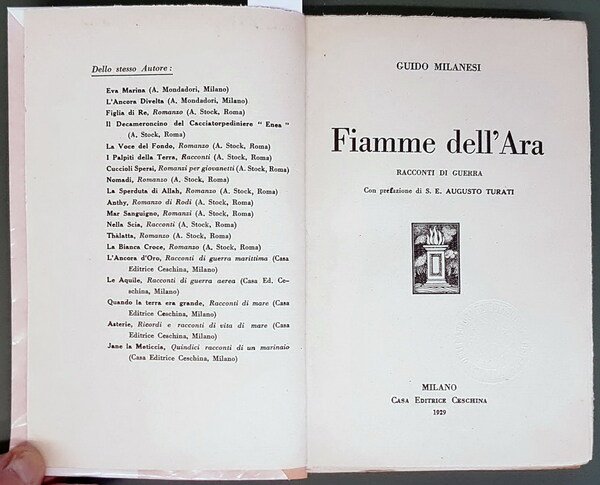 Dello stesso Autore:
Eva Marina (A. Mondadori, Milano)
L'Ancora Divelta (A. Mondadori, Milano)
Figlia di Re, Romanzo (A. Stock, Roma)
Il Decameroncino del Cacciatorpediniere "Enea"
(A. Stock, Roma)
La Voce del Fondo, Romanzo (A. Stock, Roma)
I Palpiti della Terra, Racconti (A. Stock, Roma)
Cuccioli Spersi, Romanzi per giovanetti (A. Stock, Roma)
Nomadi, Romanzo (A. Stock, Roma)
La Sperduta di Allah, Romanzo (A. Stock, Roma)
Anthy, Romanzo di Rodi (A. Stock, Roma)
Mar Sanguigno, Romanzi (A. Stock, Roma)
Nella Scia, Racconti (A. Stock, Roma)
Thàlatta, Romanzo (A. Stock, Roma)
La Bianca Croce, Romanzo (A. Stock, Roma)
L'Ancora d'Oro, Racconti di guerra marittima (Casa
Editrice Ceschina, Milano)
Le Aquile, Racconti di guerra aerea (Casa Ed. Ce-
schina, Milano)
Quando la terra era grande, Racconti di mare (Casa
Editrice Ceschina, Milano)
Asterie, Ricordi e racconti di vita di mare (Casa
Editrice Ceschina, Milano)
Jane la Meticcia, Quindici racconti di un marinaio
(Casa Editrice Ceschina, Milano)
GUIDO MILANESI
Fiamme dell'Ara
RACCONTI DI GUERRA
Con prefazione di S. E. AUGUSTO TURATI
MILANO
CASA EDITRICE CESCHINA
1929